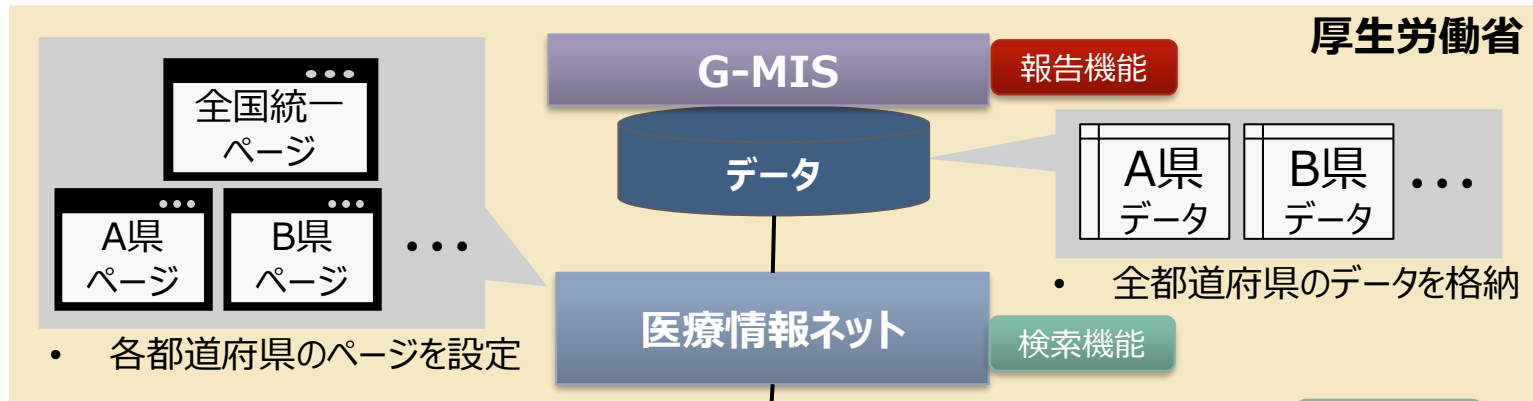 厚生労働省
G-MIS
報告機能
全国統一
ページ
A県
ページ
B県
ページ
・・・
• 各都道府県のページを設定
データ
A県
データ
B県
データ
・・・
• 全都道府県のデータを格納
医療情報ネット
検索機能